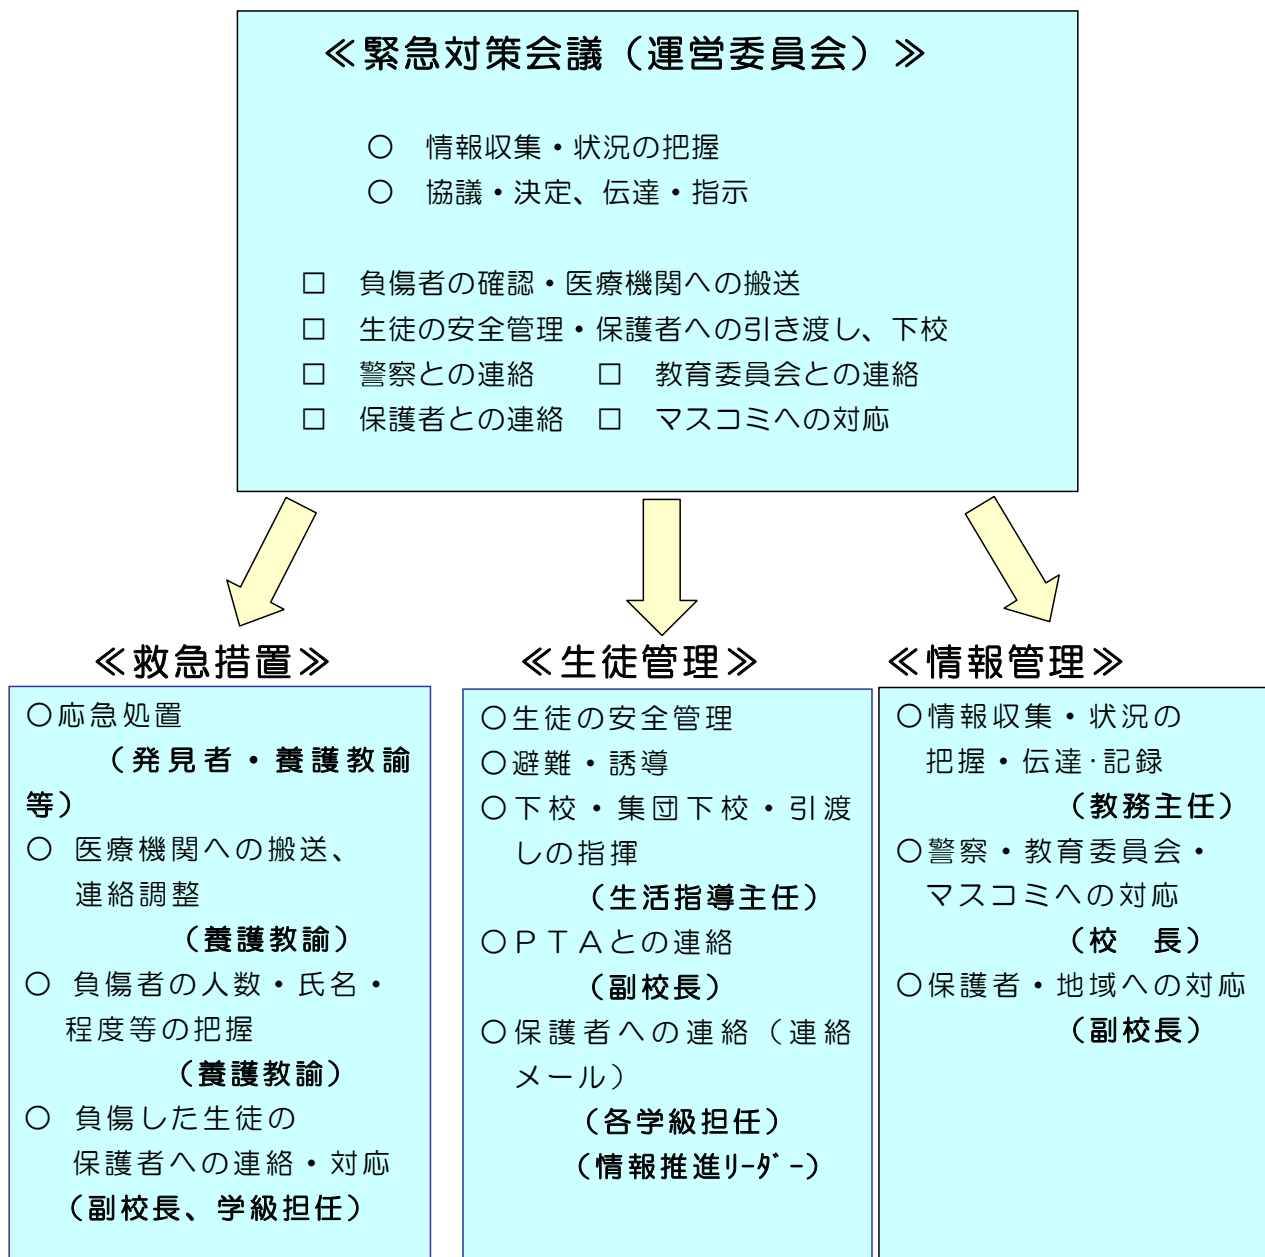 ≪緊急対策会議（運営委員会）≫
○　情報収集・状況の把握
○　協議・決定、伝達・指示
□　負傷者の確認・医療機関への搬送
□　生徒の安全管理・保護者への引き渡し、下校
□　警察との連絡　　□　教育委員会との連絡
□　保護者との連絡　□　マスコミへの対応
≪救急措置≫
○応急処置
（発見者・養護教諭
等）
○ 医療機関への搬送、
連絡調整
（養護教諭）
○ 負傷者の人数・氏名・
程度等の把握
（養護教諭）
○ 負傷した生徒の
保護者への連絡・対応
（副校長、学級担任）
≪生徒管理≫
○生徒の安全管理
○避難・誘導
○下校・集団下校・引渡
しの指揮
（生活指導主任）
○ＰＴＡとの連絡
（副校長）
○保護者への連絡（連絡
メール）
（各学級担任）
（情報推進ﾘｰﾀﾞｰ）
≪情報管理≫
○情報収集・状況の
把握・伝達･記録
（教務主任）
○警察・教育委員会・
マスコミへの対応
（校　長）
○保護者・地域への対応
（副校長）